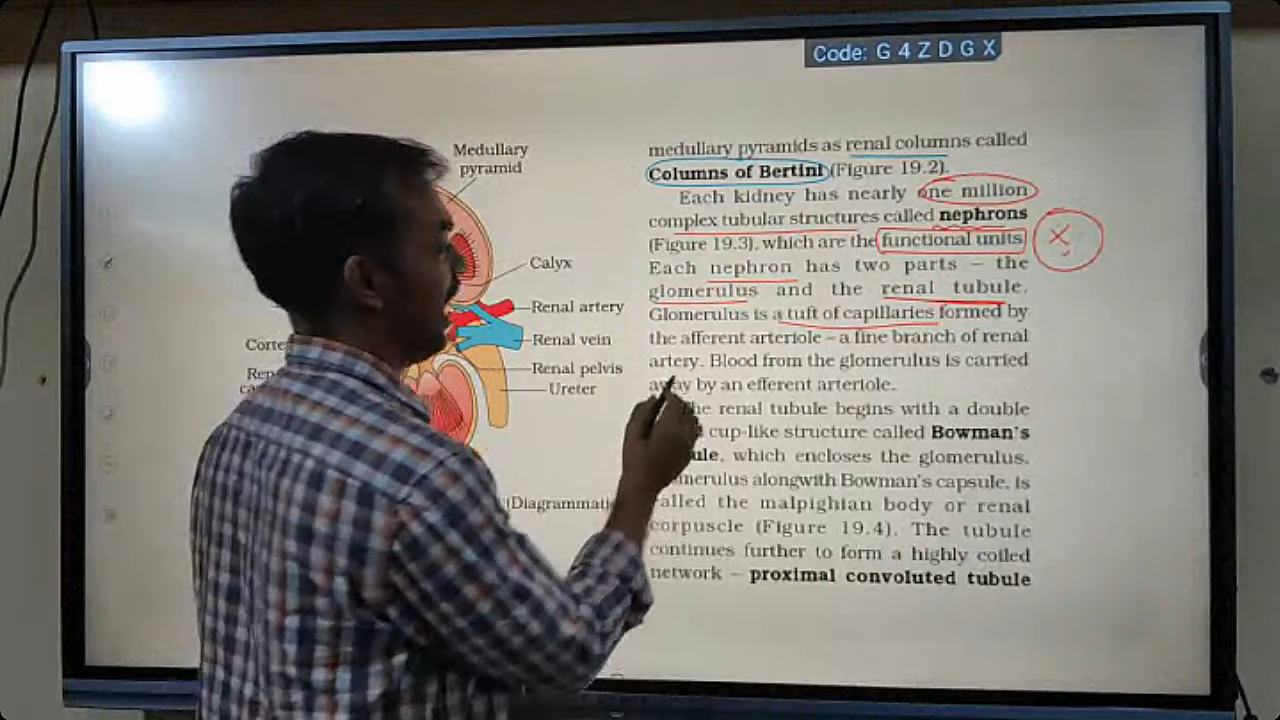 Code: G 4 Z D G X
Medullary
pyramid
Calyx
Renal artery
Renal vein
Renal pelvis
Ureter
medullary pyramids as renal columns called
Columns of Bertini (Figure 19.2).
Each kidney has nearly one million
complex tubular structures called nephrons
(Figure 19.3), which are the functional units
Each nephron has two parts – the
glomerulus and the renal tubule.
Glomerulus is a tuft of capillaries formed by
the afferent arteriole – a fine branch of renal
artery. Blood from the glomerulus is carried
away by an efferent arteriole.
renal tubule begins with a double
cup-like structure called Bowman's
which encloses the glomerulus.
alongwith Bowman's capsule, is
called the malpighian body or renal
corpuscle (Figure 19.4). The tubule
continues further to form a highly coiled
network – proximal convoluted tubule